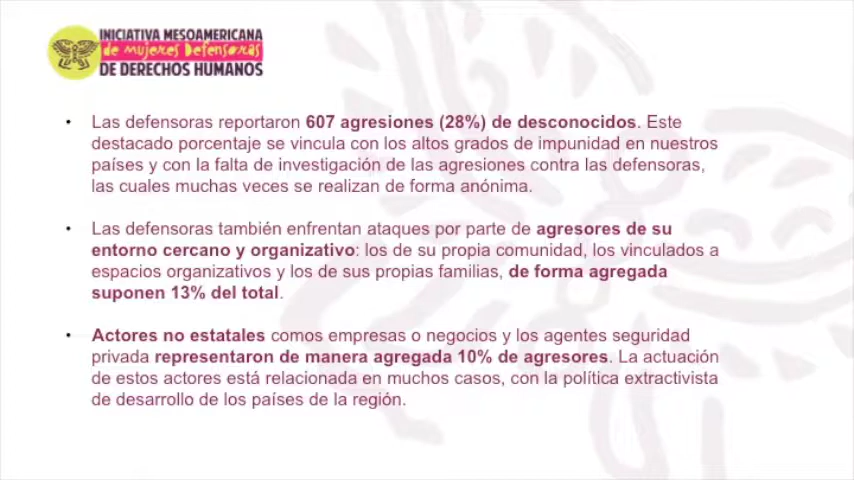 INICIATIVA MESOAMERICANA
de mujeres Defensoras
DE DERECHOS HUMANOS
• Las defensoras reportaron 607 agresiones (28%) de desconocidos. Este
destacado porcentaje se vincula con los altos grados de impunidad en nuestros
países y con la falta de investigación de las agresiones contra las defensoras,
las cuales muchas veces se realizan de forma anónima.
• Las defensoras también enfrentan ataques por parte de agresores de su
entorno cercano y organizativo: los de su propia comunidad, los vinculados a
espacios organizativos y los de sus propias familias, de forma agregada
suponen 13% del total.
• Actores no estatales comos empresas o negocios y los agentes seguridad
privada representaron de manera agregada 10% de agresores. La actuación
de estos actores está relacionada en muchos casos, con la política extractivista
de desarrollo de los países de la región.